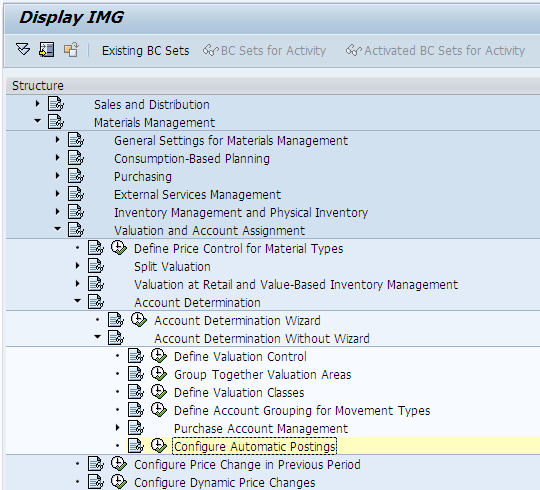 Display IMG
Existing BC Sets BC Sets for Activity Activated BC Sets for Activity
Structure
Sales and Distribution
Materials Management
General Settings for Materials Management
Consumption-Based Planning
Purchasing
External Services Management
Inventory Management and Physical Inventory
Valuation and Account Assignment
Define Price Control for Material Types
Split Valuation
Valuation at Retail and Value-Based Inventory Management
Account Determination
Account Determination Wizard
Account Determination Without Wizard
Define Valuation Control
Group Together Valuation Areas
Define Valuation Classes
Define Account Grouping for Movement Types
Purchase Account Management
Configure Automatic Postings
Configure Price Change in Previous Period
Configure Dynamic Price Changes